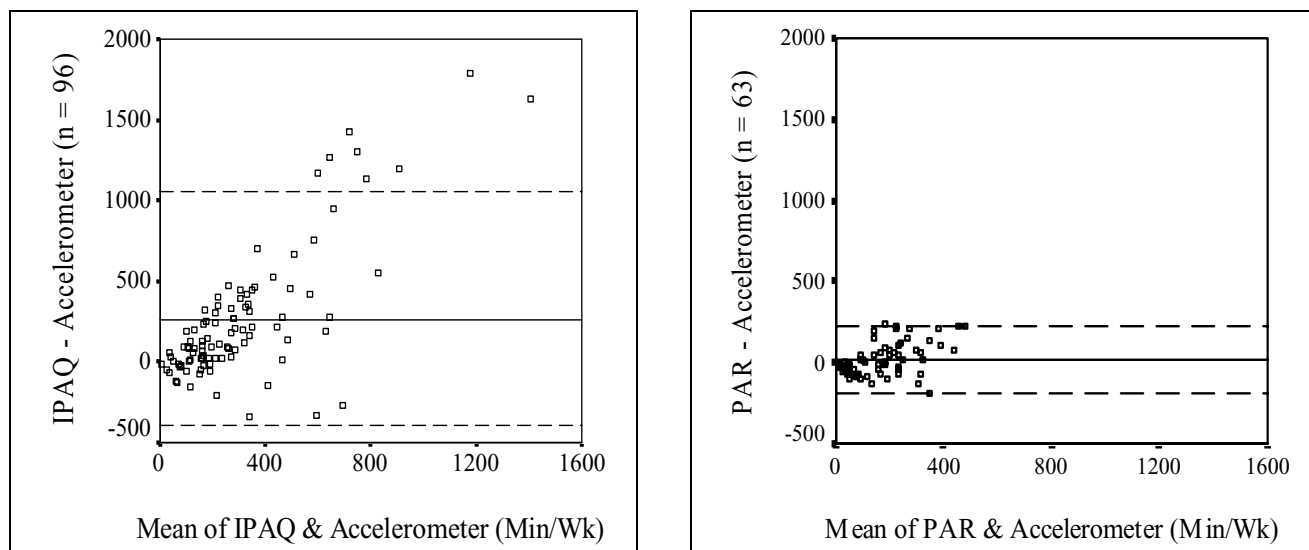 IPAQ - Accelerometer (n = 96)
2000
1500
1000
500
0
-500
0 400 800 1200 1600
Mean of IPAQ & Accelerometer (Min/Wk)
PAR - Accelerometer (n = 63)
2000
1500
1000
500
0
-500
0 400 800 1200 1600
Mean of PAR & Accelerometer (Min/Wk)